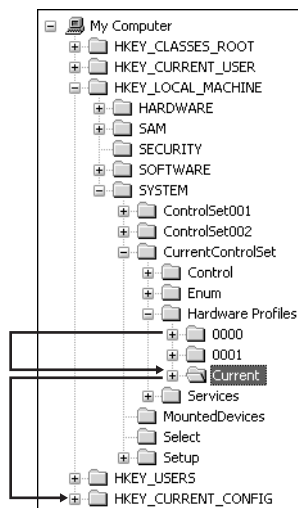 My Computer
HKEY_CLASSES_ROOT
HKEY_CURRENT_USER
HKEY_LOCAL_MACHINE
HARDWARE
SAM
SECURITY
SOFTWARE
SYSTEM
ControlSet001
ControlSet002
CurrentControlSet
Control
Enum
Hardware Profiles
0000
0001
Current
Services
MountedDevices
Select
Setup
HKEY_USERS
HKEY_CURRENT_CONFIG